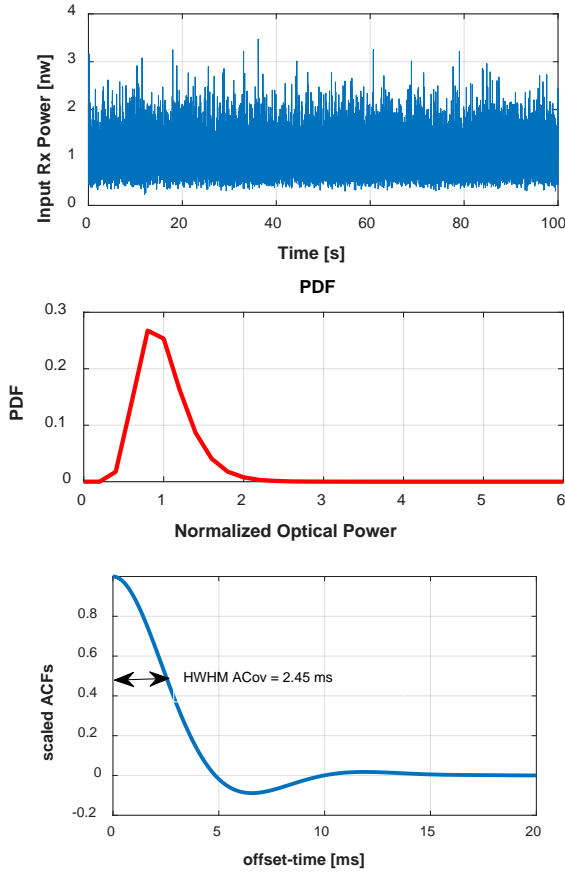 4
3
2
1
0
Input Rx Power [nw]
0 20 40 60 80 100
Time [s]
PDF
0.3
0.2
0.1
0
PDF
0 1 2 3 4 5 6
Normalized Optical Power
0.8
0.6
0.4
0.2
0
-0.2
scaled ACFs
HWHM ACov = 2.45 ms
0 5 10 15 20
offset-time [ms]